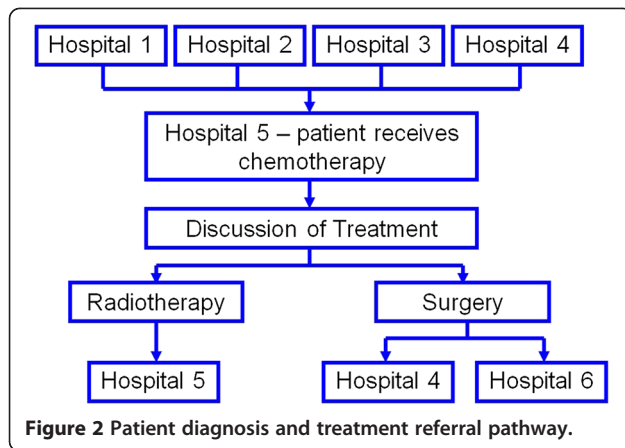 Hospital 1
Hospital 2
Hospital 3
Hospital 4
Hospital 5 – patient receives
chemotherapy
Discussion of Treatment
Radiotherapy
Surgery
Hospital 5
Hospital 4
Hospital 6
Figure 2 Patient diagnosis and treatment referral pathway.